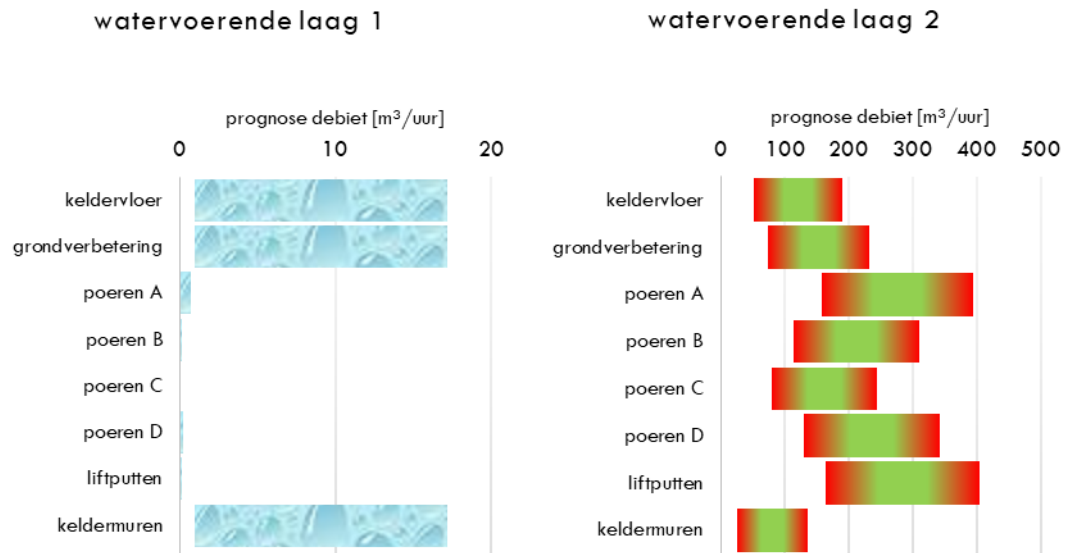 watervoerende laag 1
prognose debiet [m³/uur]
0 10 20
keldervloer
grondverbetering
poeren A
poeren B
poeren C
poeren D
liftputten
keldermuren
watervoerende laag 2
prognose debiet [m³/uur]
0 100 200 300 400 500
keldervloer
grondverbetering
poeren A
poeren B
poeren C
poeren D
liftputten
keldermuren